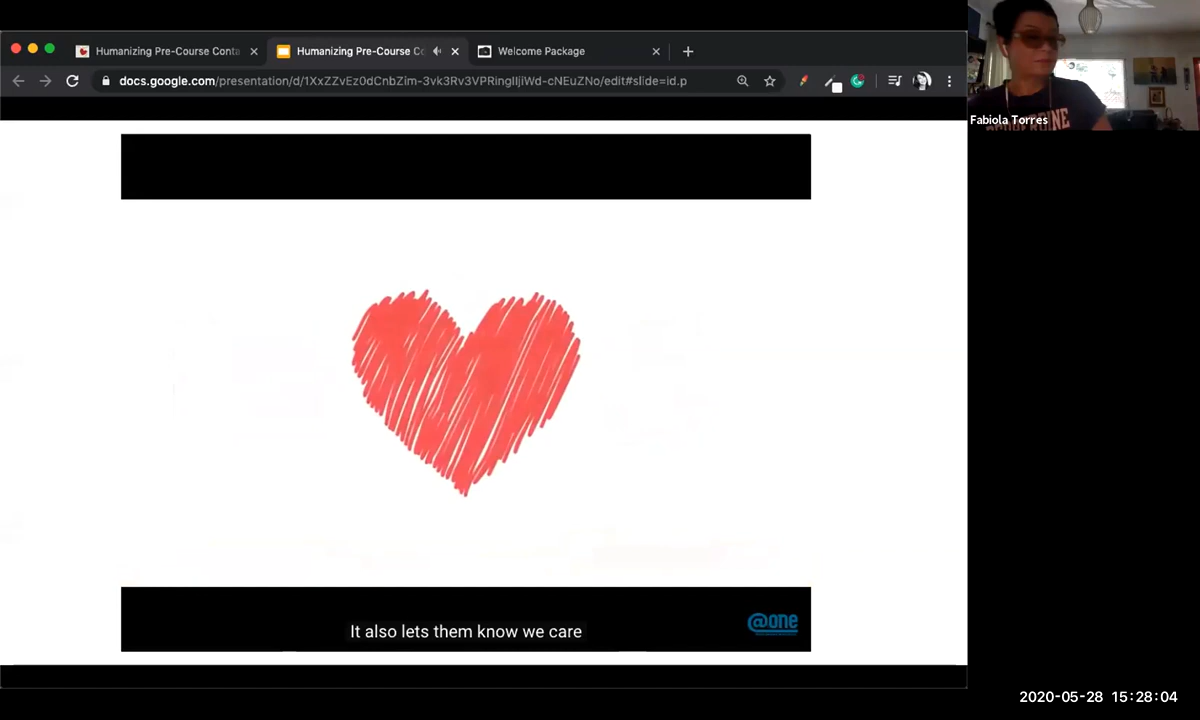 Humanizing Pre-Course Conta
Humanizing Pre-Course Co
Welcome Package
docs.google.com/presentation/d/1XxZZvEz0dCnbZim-3vk3Rv3VPRinglIjiWd-cNEuZNo/edit#slide=id.p
Fabiola Torres
It also lets them know we care
@one
2020-05-28 15:28:04